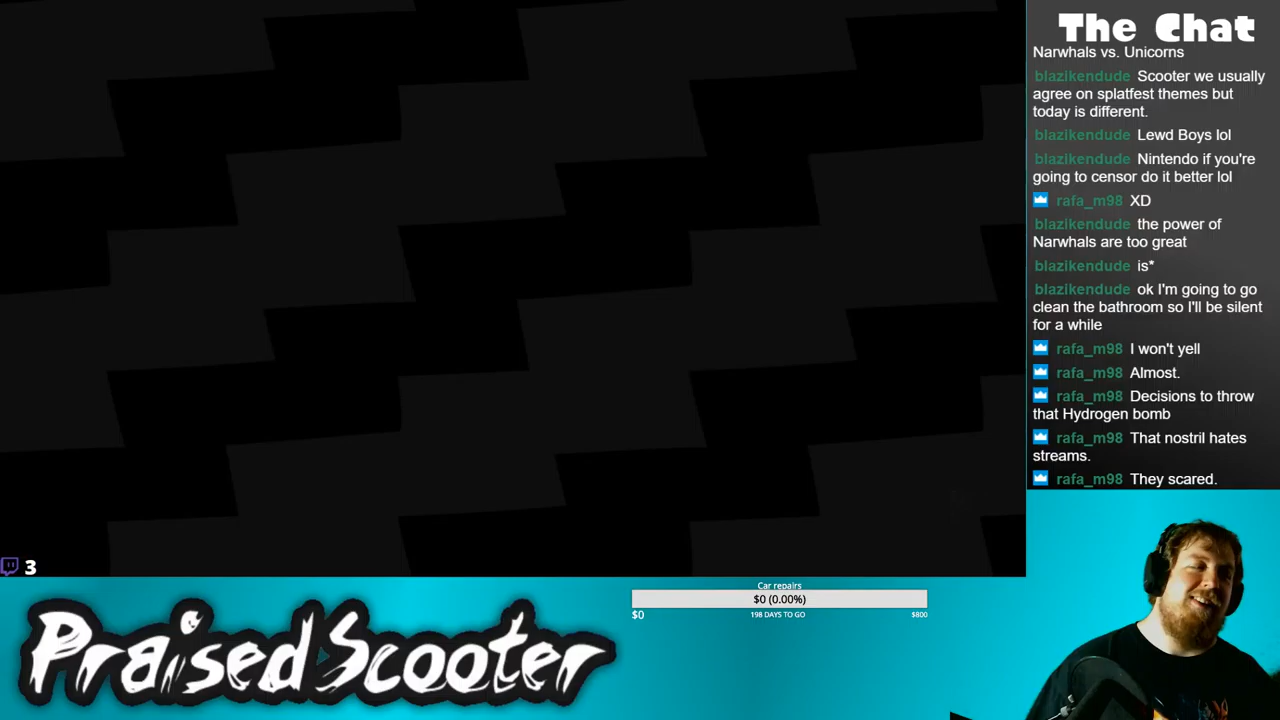 The Chat
Narwhals vs. Unicorns
blazikendude Scooter we usually
agree on splatfest themes but
today is different.
blazikendude Lewd Boys lol
blazikendude Nintendo if you're
going to censor do it better lol
rafa_m98 XD
blazikendude the power of
Narwhals are too great
blazikendude is*
blazikendude ok I'm going to go
clean the bathroom so I'll be silent
for a while
rafa_m98 I won't yell
rafa_m98 Almost.
rafa_m98 Decisions to throw
that Hydrogen bomb
rafa_m98 That nostril hates
streams.
rafa_m98 They scared.
3
PraisedScooter
Car repairs
$0 (0.00%)
$0 198 DAYS TO GO $800